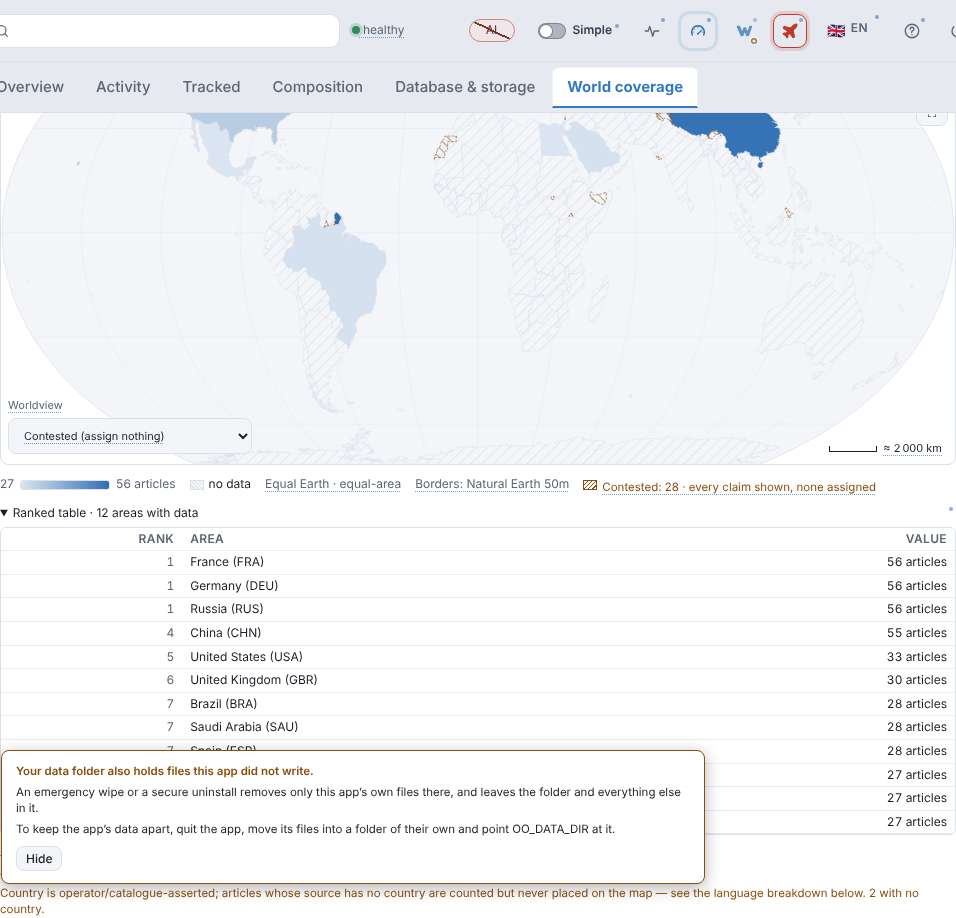 healthy
AI
Simple
W
EN
Overview
Activity
Tracked
Composition
Database & storage
World coverage
Worldview
Contested (assign nothing)
≈ 2 000 km
27
56 articles
no data
Equal Earth · equal-area
Borders: Natural Earth 50m
Contested: 28 · every claim shown, none assigned
Ranked table · 12 areas with data
RANK AREA VALUE
1 France (FRA) 56 articles
1 Germany (DEU) 56 articles
1 Russia (RUS) 56 articles
4 China (CHN) 55 articles
5 United States (USA) 33 articles
6 United Kingdom (GBR) 30 articles
7 Brazil (BRA) 28 articles
7 Saudi Arabia (SAU) 28 articles
7 Spain (ESP) 28 articles
27 articles
27 articles
27 articles
Your data folder also holds files this app did not write.
An emergency wipe or a secure uninstall removes only this app's own files there, and leaves the folder and everything else
in it.
To keep the app's data apart, quit the app, move its files into a folder of their own and point OO_DATA_DIR at it.
Hide
Country is operator/catalogue-asserted; articles whose source has no country are counted but never placed on the map — see the language breakdown below. 2 with no
country.